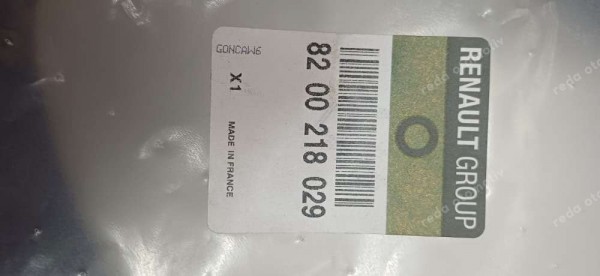 RENAULT GROUP
82 00 218 029
GONCAW6
X1
MADE IN FRANCE